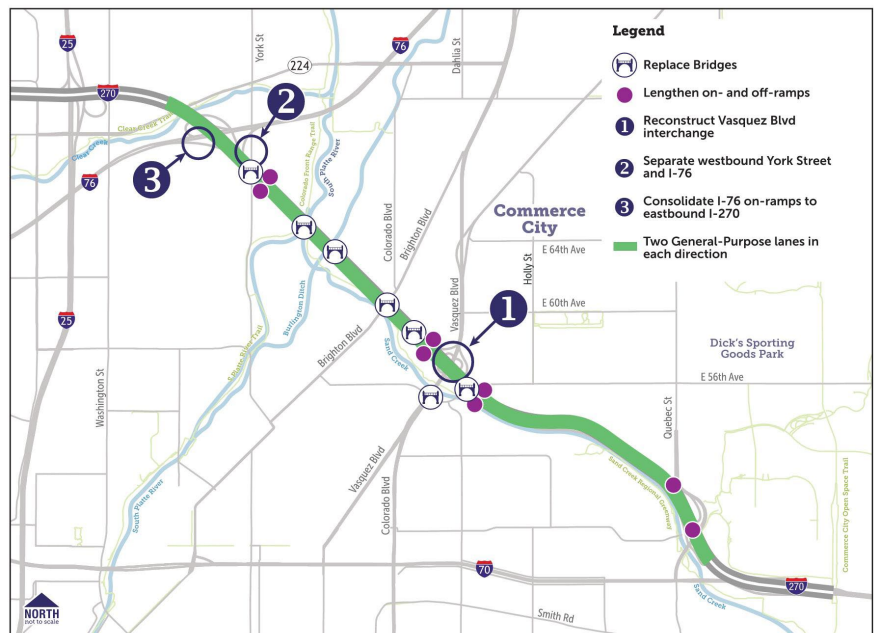 Legend
Replace Bridges
Lengthen on- and off-ramps
1
Reconstruct Vasquez Blvd
interchange
2
Separate westbound York Street
and I-76
3
Consolidate I-76 on-ramps to
eastbound I-270
Two General-Purpose lanes in
each direction
25
York St
224
76
Dahlia St
270
2
Clear Creek Trail
Clear Creek
3
76
Colorado Front Range Trail
South Platte River
Colorado Blvd
Brighton Blvd
Commerce
City
E 64th Ave
Holly St
Vasquez Blvd
1
E 60th Ave
Burlington Ditch
25
S Platte River Trail
Brighton Blvd
Sand Creek
Dick's Sporting
Goods Park
E 56th Ave
Washington St
Quebec St
Vasquez Blvd
Colorado Blvd
Sand Creek Regional Greenway
South Platte River
Commerce City Open Space Trail
70
270
Sand Creek
Smith Rd
NORTH
not to scale